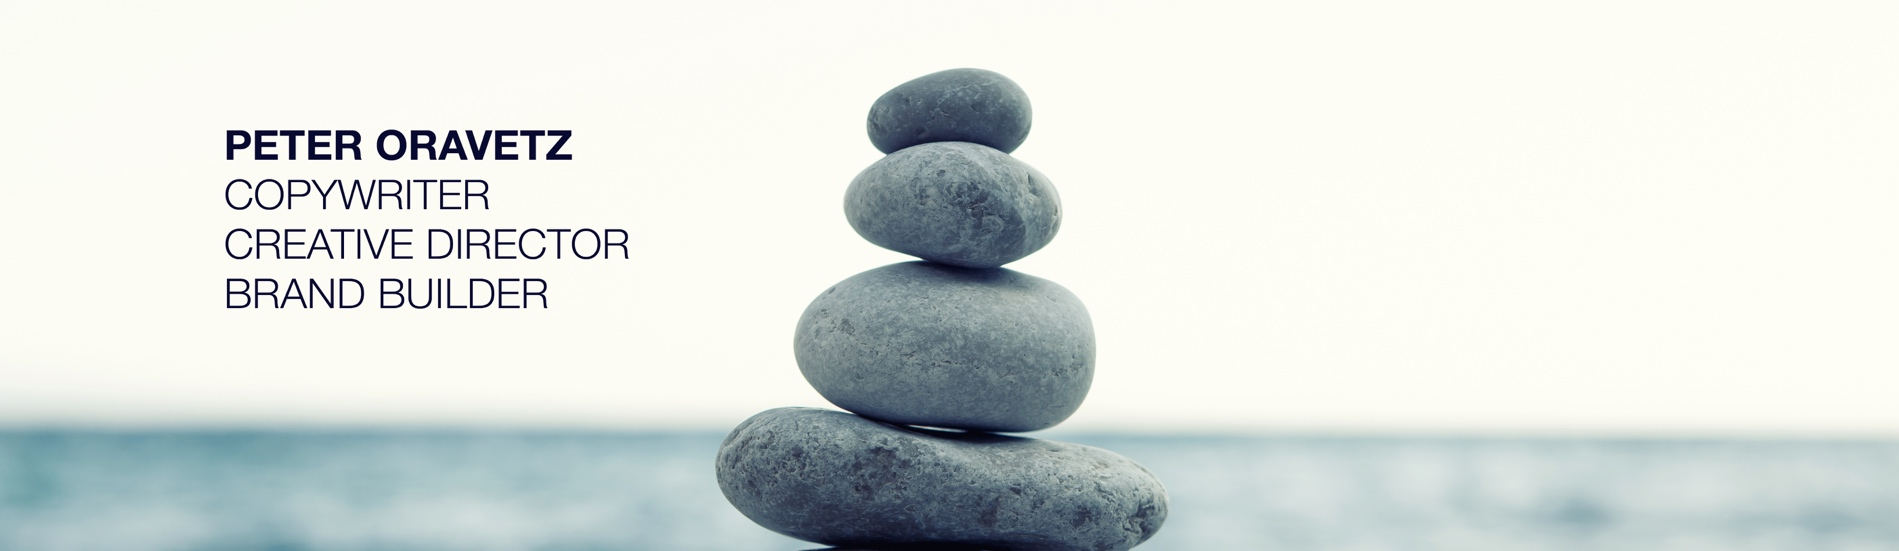 PETER ORAVETZ
COPYWRITER
CREATIVE DIRECTOR
BRAND BUILDER